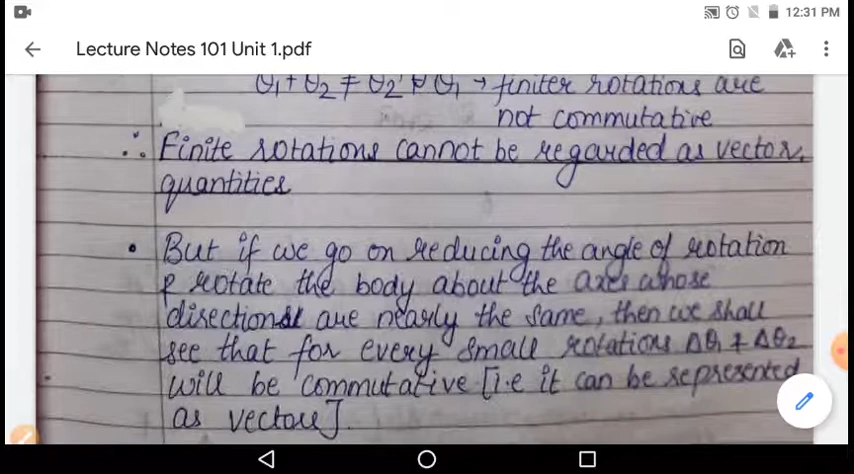 12:31 PM
Lecture Notes 101 Unit 1.pdf
θ₁ + θ₂ ≠ θ₂ + θ₁ → finiter rotations are
not commutative
∴ Finite rotations cannot be regarded as vector
quantities
• But if we go on reducing the angle of rotation
& rotate the body about the axes whose
directions are nearly the same, then we shall
see that for every small rotations Δθ₁ & Δθ₂
will be commutative [i.e it can be represented
as vectors].